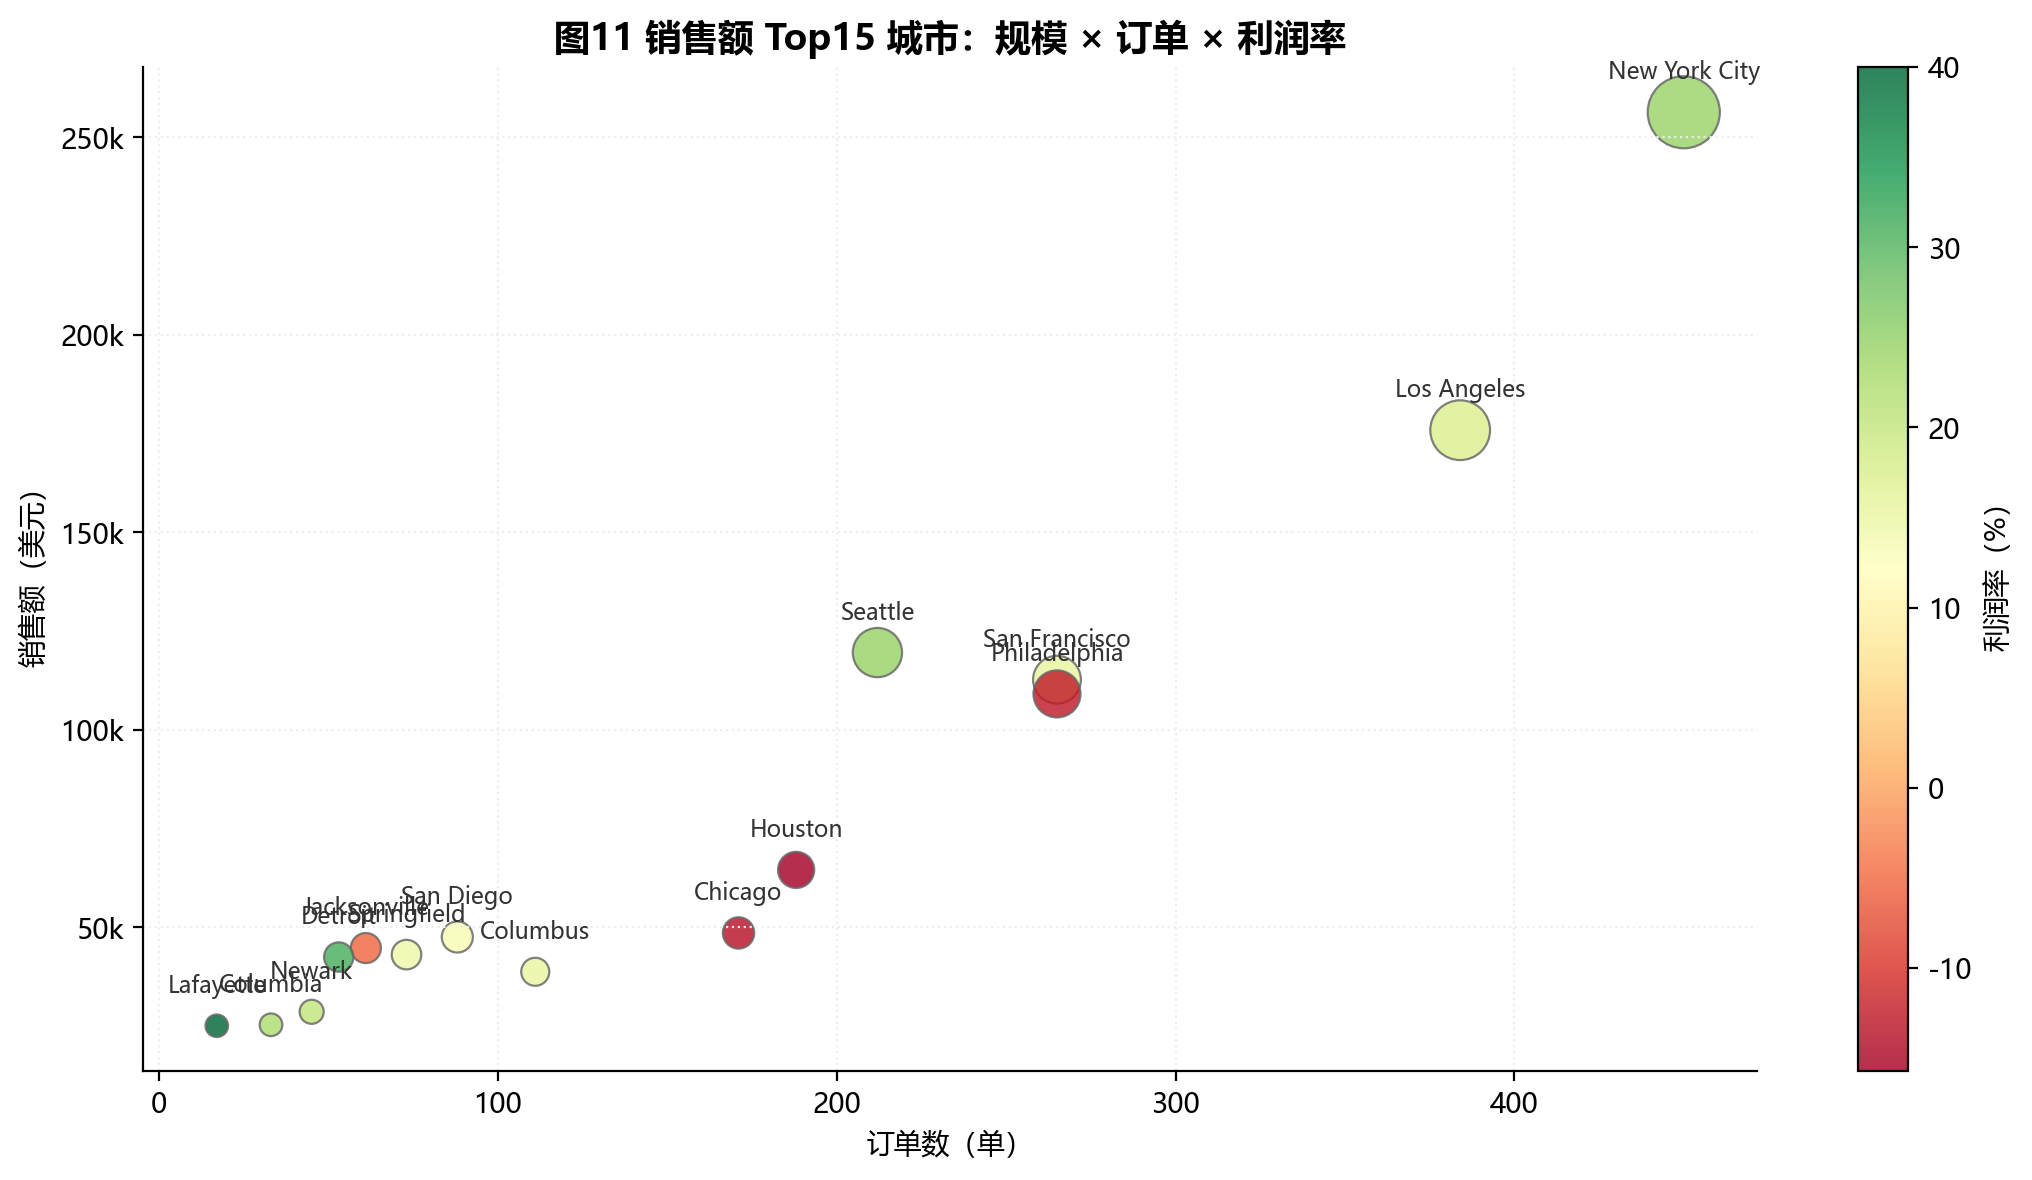 图11 销售额 Top15 城市：规模 × 订单 × 利润率
New York City
Los Angeles
Seattle
San Francisco
Philadelphia
Houston
Chicago
San Diego
Jacksonville
Detroit
Springfield
Columbus
Newark
Lafayette
Columbia
250k
200k
150k
100k
50k
销售额（美元）
0
100
200
300
400
订单数（单）
40
30
20
10
0
-10
利润率（%）